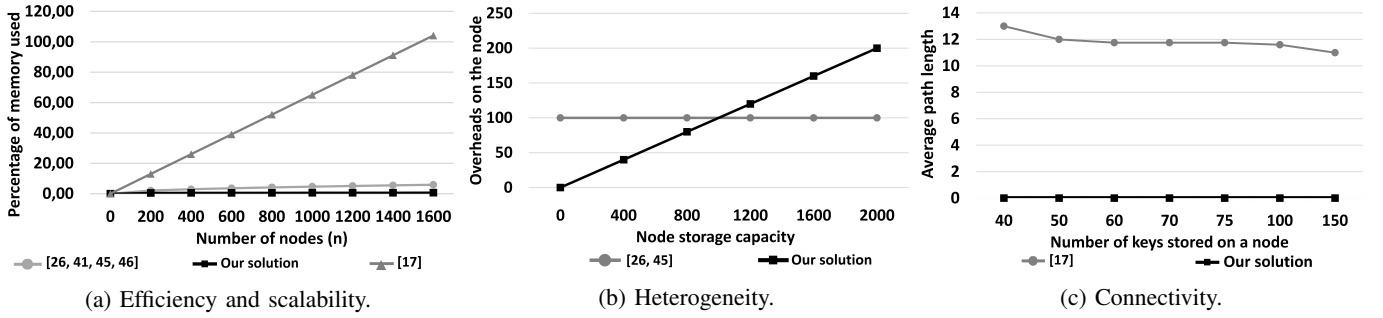 Percentage of memory used
120,00
100,00
80,00
60,00
40,00
20,00
0,00
0 200 400 600 800 1000 1200 1400 1600
Number of nodes (n)
[26, 41, 45, 46] Our solution [17]
(a) Efficiency and scalability.
Overheads on the node
250
200
150
100
50
0
0 400 800 1200 1600 2000
Node storage capacity
[26, 45] Our solution
(b) Heterogeneity.
Average path length
14
12
10
8
6
4
2
0
40 50 60 70 75 100 150
Number of keys stored on a node
[17] Our solution
(c) Connectivity.